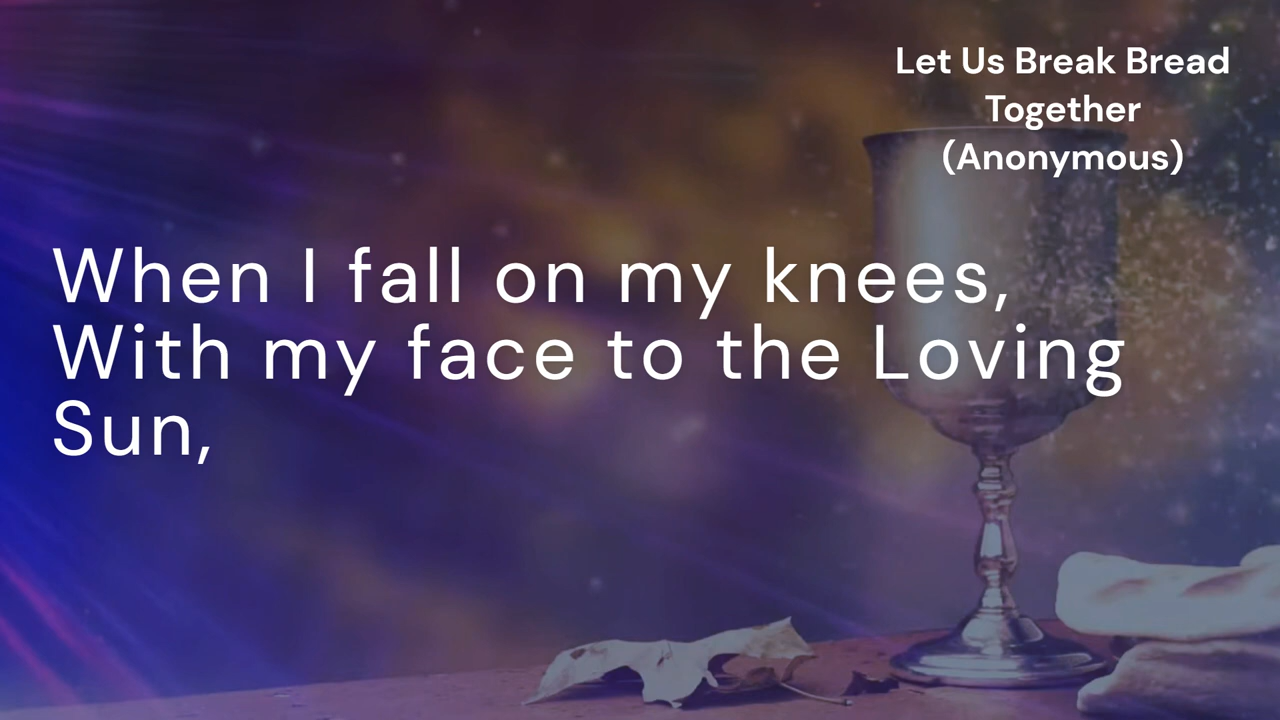 Let Us Break Bread
Together
(Anonymous)
When I fall on my knees,
With my face to the Loving
Sun,